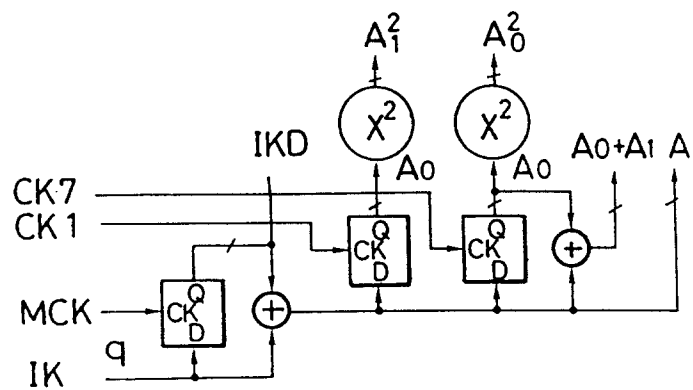 A₁² A₀²
X² X²
IKD A₀ A₀ A₀+A₁ A
CK7
CK1
Q Q
CK CK
D D
Q
MCK CK
D
q
IK